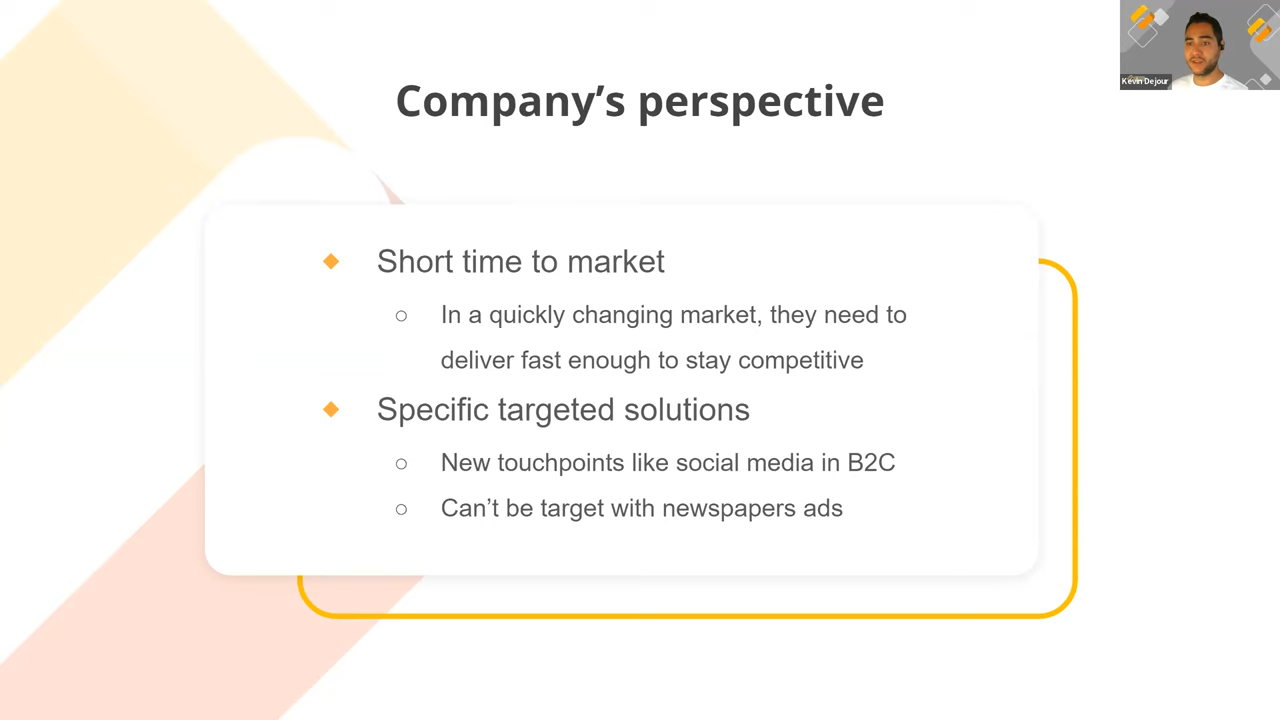 Company’s perspective
Kevin Dejour
Short time to market
In a quickly changing market, they need to
deliver fast enough to stay competitive
Specific targeted solutions
New touchpoints like social media in B2C
Can’t be target with newspapers ads